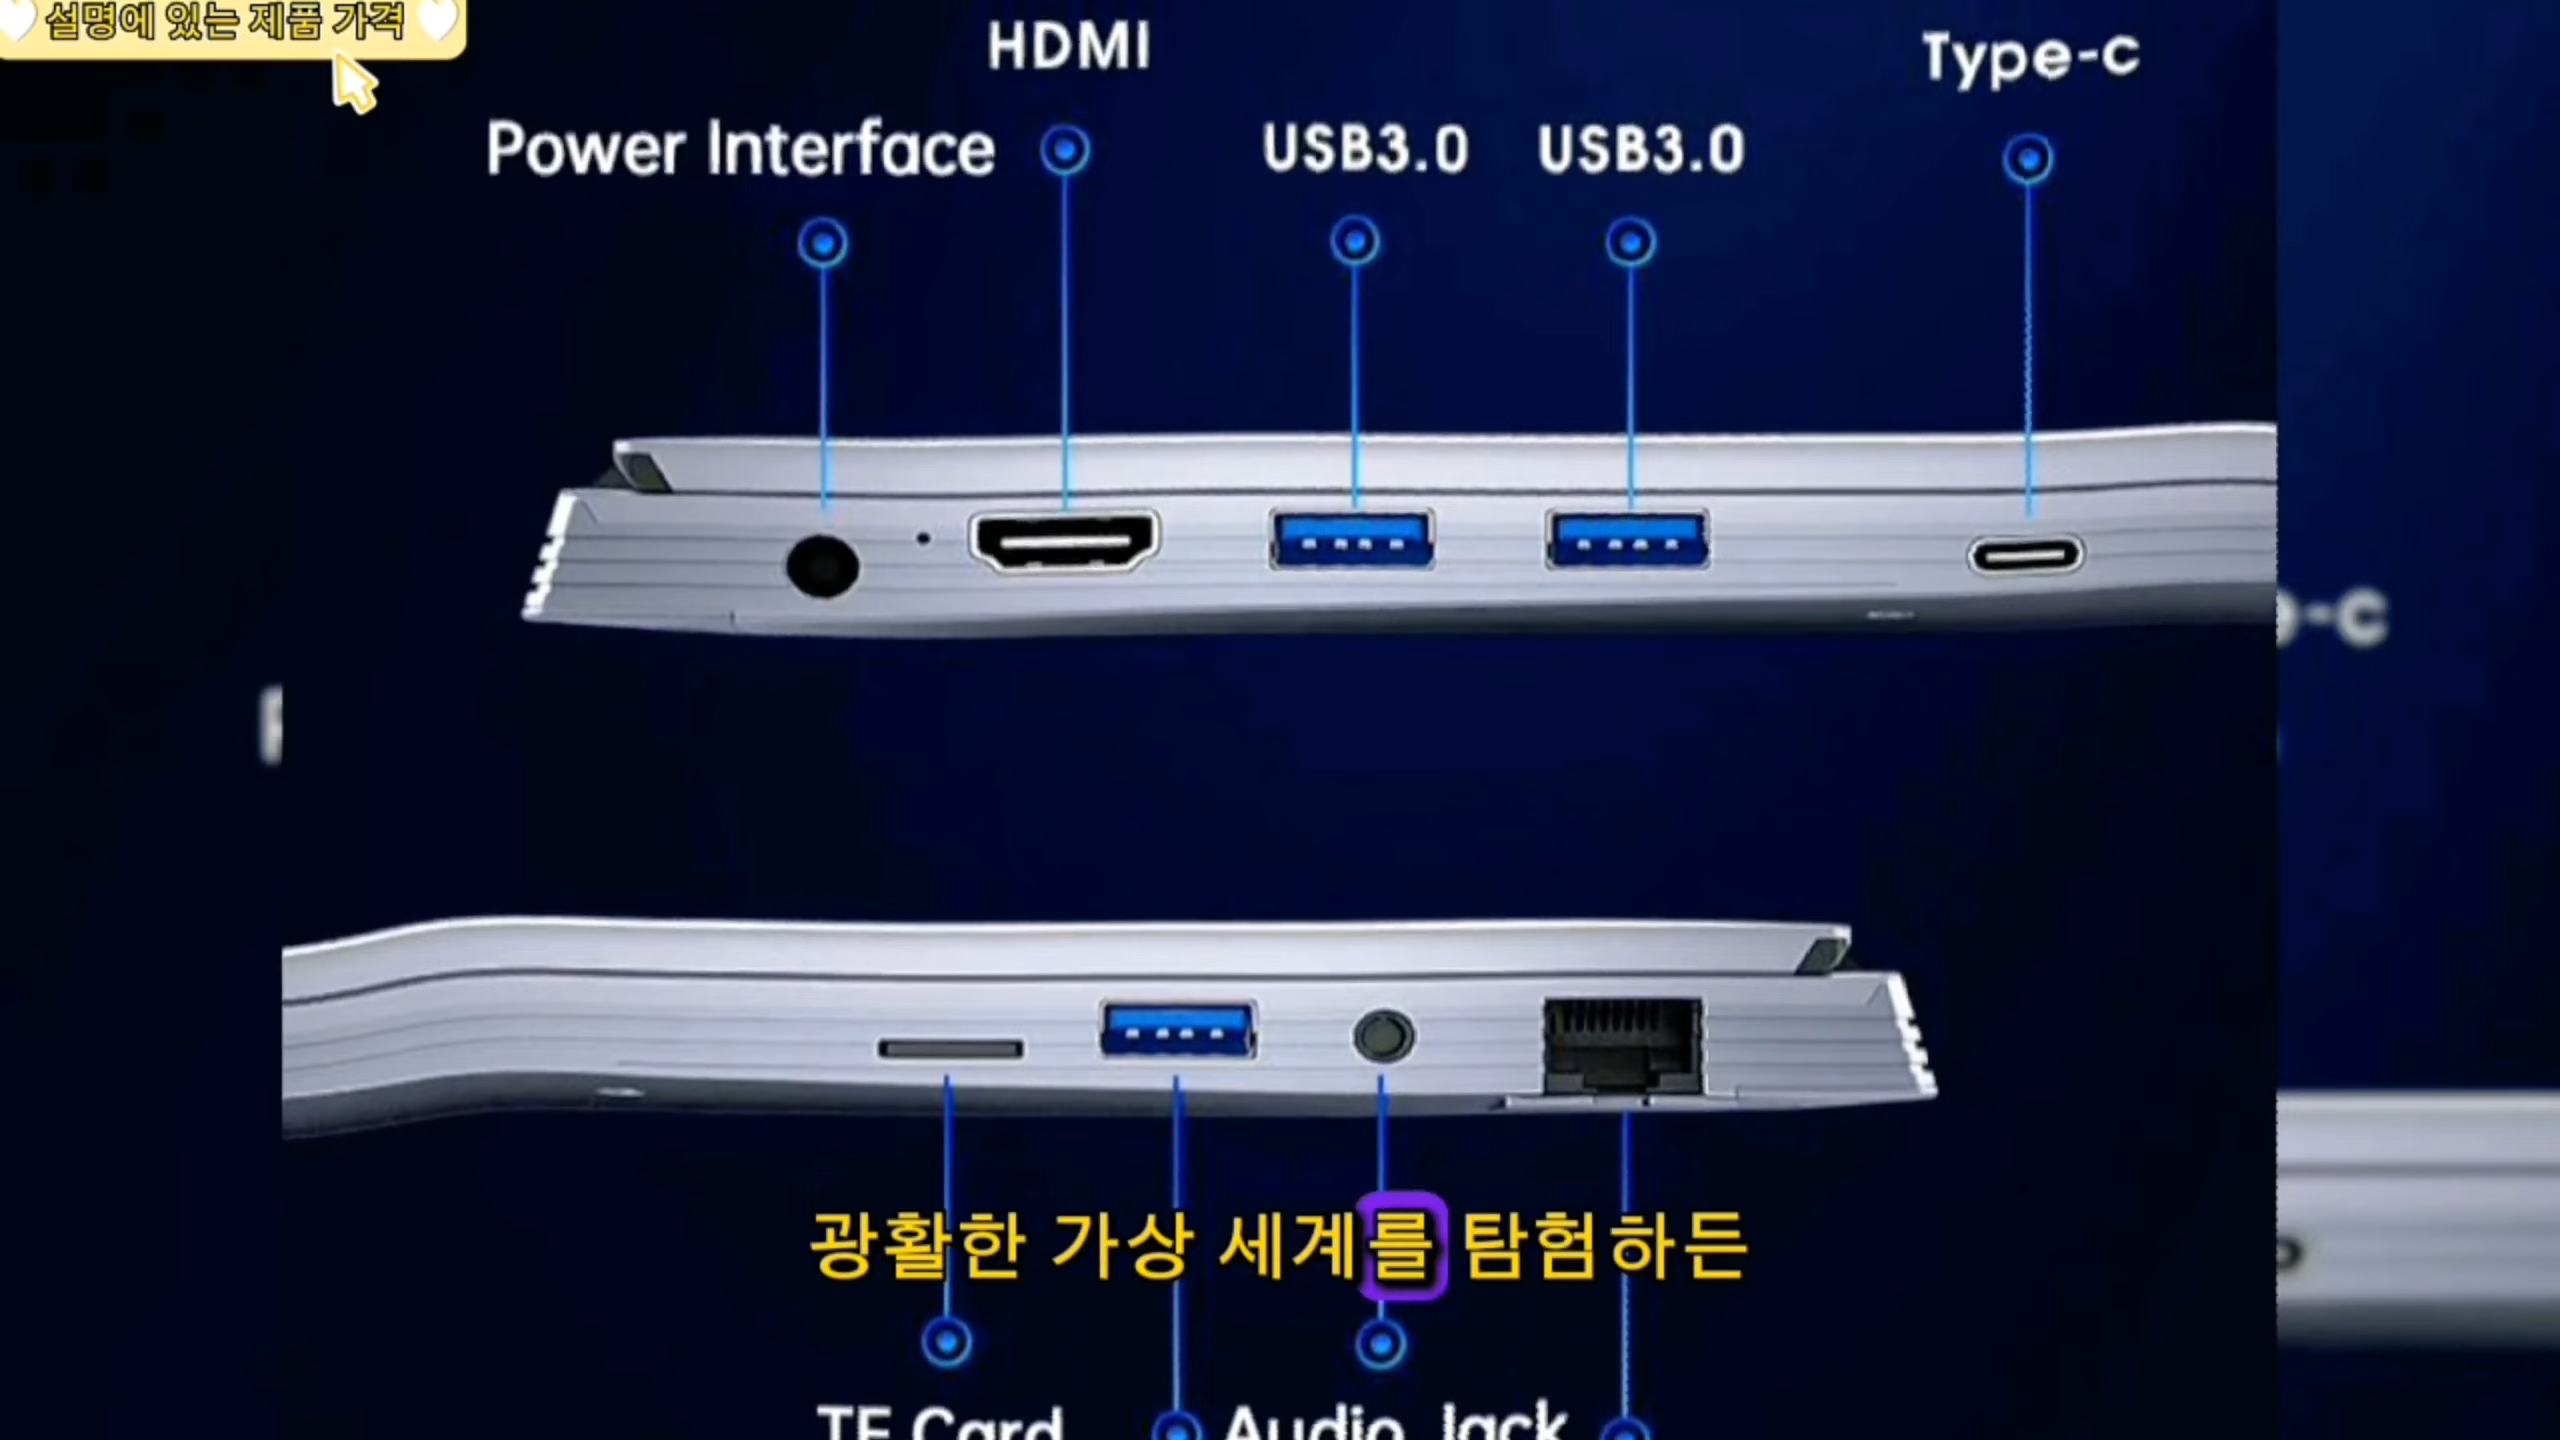 설명에 있는 제품 가격
HDMI
Type-c
Power Interface
USB3.0
USB3.0
e-c
광활한 가상 세계를 탐험하든
TF Card
Audio Jack